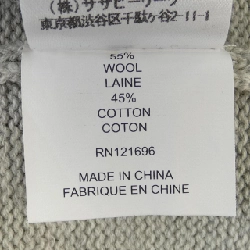 (株)サザビーリーグ
東京都渋谷区千駄ヶ谷2-11-1
55%
WOOL
LAINE
45%
COTTON
COTON
RN121696
MADE IN CHINA
FABRIQUE EN CHINE